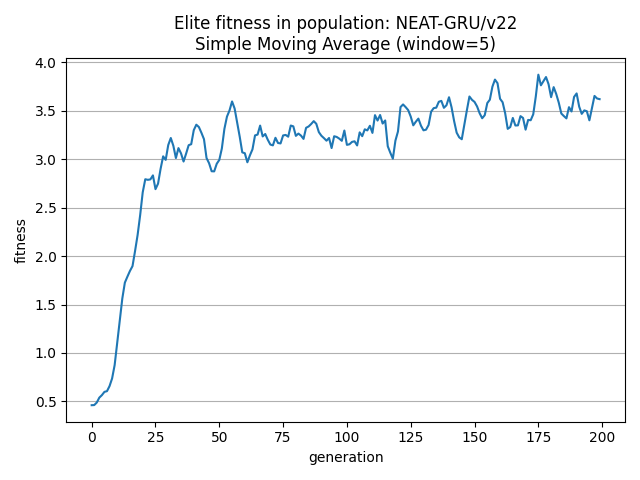 Elite fitness in population: NEAT-GRU/v22
Simple Moving Average (window=5)
4.0
3.5
3.0
2.5
2.0
1.5
1.0
0.5
fitness
0 25 50 75 100 125 150 175 200
generation